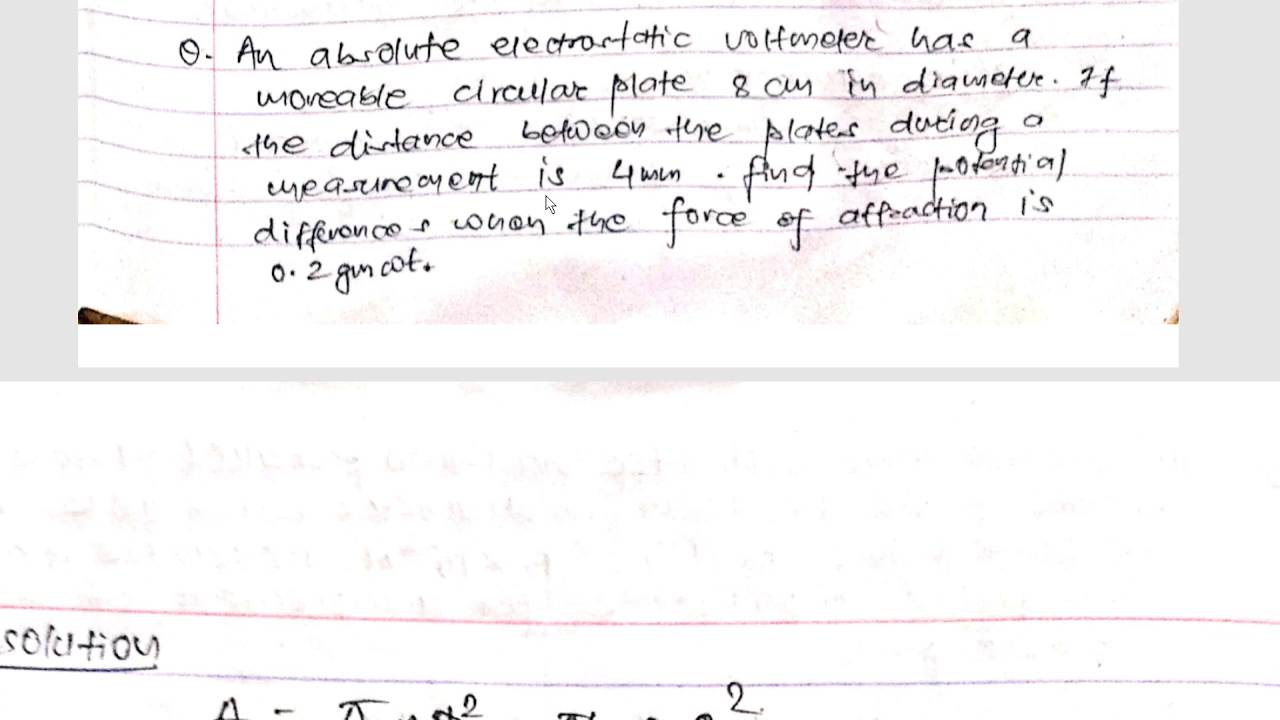 Q. An absolute electrostatic voltmeter has a
moveable circular plate 8 cm in diameter. If
the distance between the plates during a
measurement is 4mm. find the potential
difference when the force of attraction is
0.2 gm wt.
solution
A = π